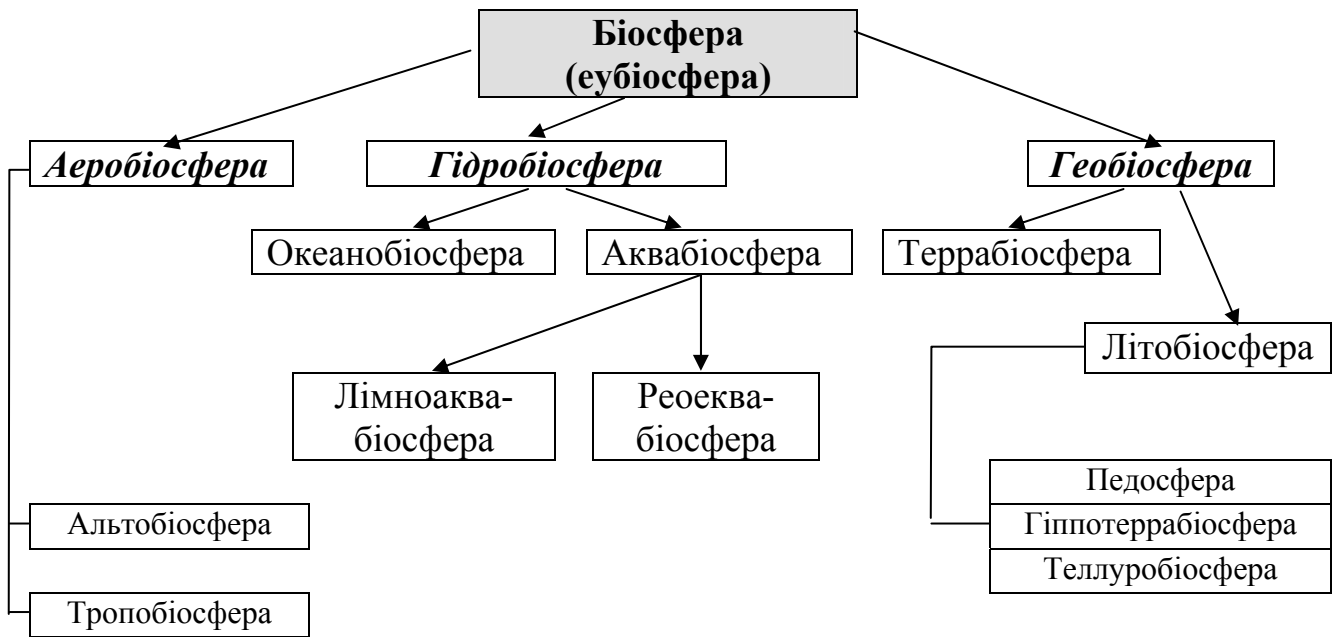 Біосфера
(еубіосфера)
Аеробіосфера
Гідробіосфера
Геобіосфера
Океанобіосфера
Аквабіосфера
Террабіосфера
Літобіосфера
Лімноаква-
біосфера
Реоеква-
біосфера
Педосфера
Альтобіосфера
Гіппотеррабіосфера
Теллуробіосфера
Тропобіосфера